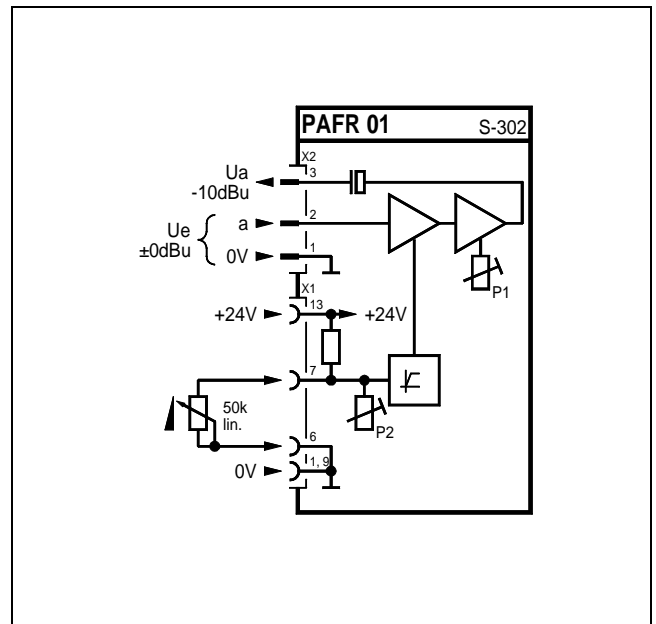 PAFR 01 S-302
X2
Ua 3
-10dBu
Ue a 2
±0dBu 0V 1
P1
X1
+24V 13 +24V
7
50k
lin.
P2
6
0V 1, 9